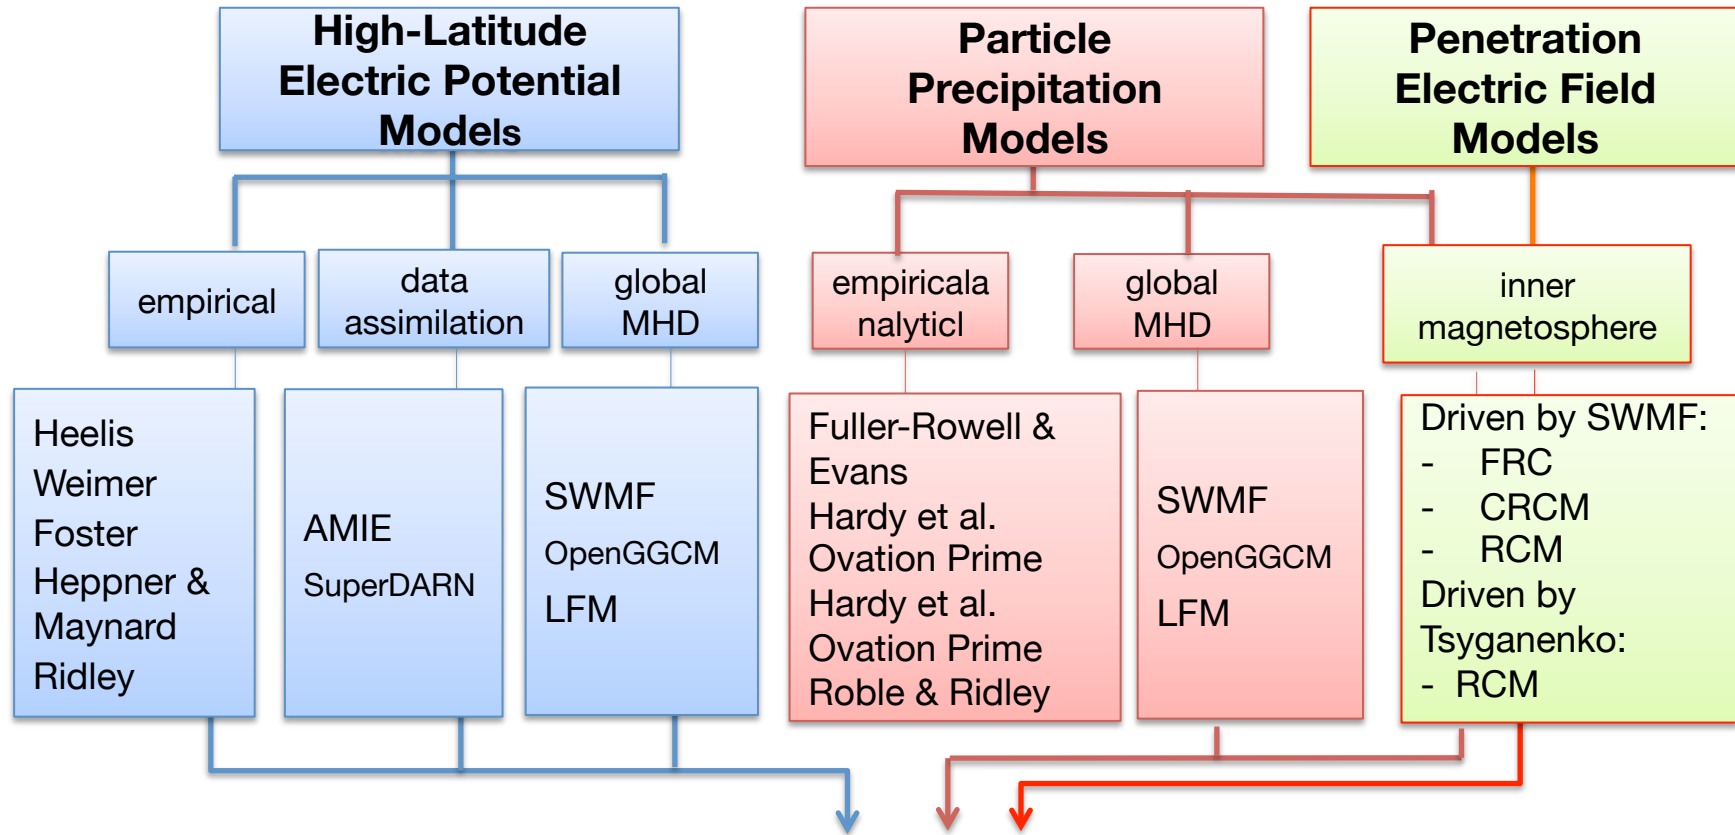 High-Latitude
Electric Potential
Models
Particle
Precipitation
Models
Penetration
Electric Field
Models
empirical
data
assimilation
global
MHD
empiricala
nalyticl
global
MHD
inner
magnetosphere
Heelis
Weimer
Foster
Heppner &
Maynard
Ridley
AMIE
SuperDARN
SWMF
OpenGGCM
LFM
Fuller-Rowell &
Evans
Hardy et al.
Ovation Prime
Hardy et al.
Ovation Prime
Roble & Ridley
SWMF
OpenGGCM
LFM
Driven by SWMF:
- FRC
- CRCM
- RCM
Driven by
Tsyganenko:
- RCM